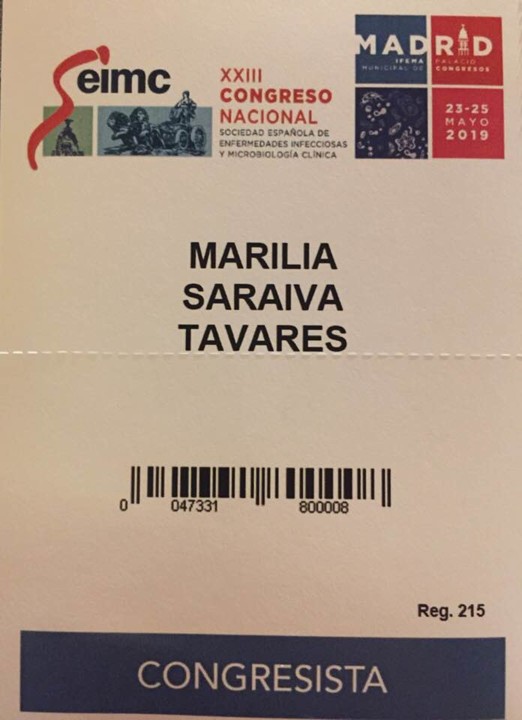 Seimc
XXIII
CONGRESO
NACIONAL
SOCIEDAD ESPAÑOLA DE
ENFERMEDADES INFECCIOSAS
Y MICROBIOLOGÍA CLÍNICA
MADRID
IFEMA PALACIO
MUNICIPAL DE CONGRESOS
23-25
MAYO
2019
MARILIA
SARAIVA
TAVARES
0 047331 800008
Reg. 215
CONGRESISTA